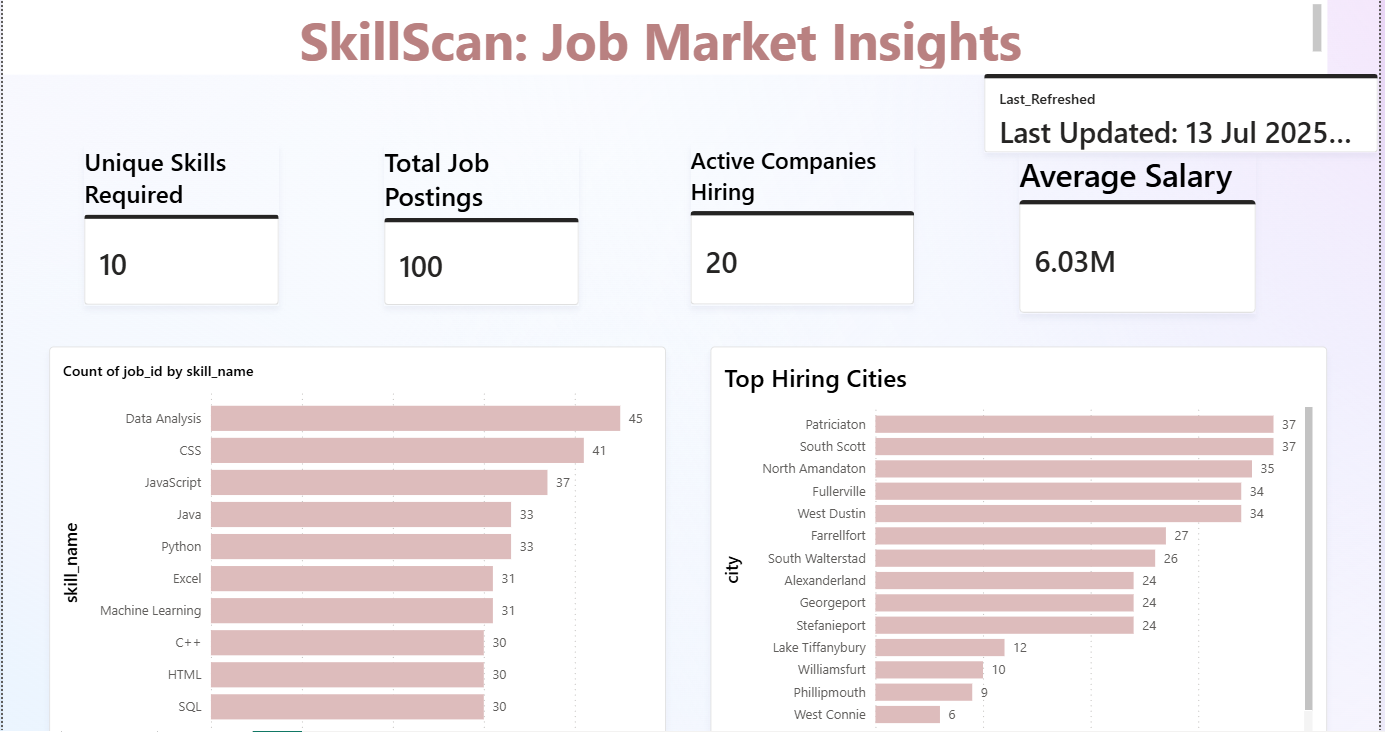 SkillScan: Job Market Insights
Last_Refreshed
Last Updated: 13 Jul 2025...
Unique Skills
Required
10
Total Job
Postings
100
Active Companies
Hiring
20
Average Salary
6.03M
Count of job_id by skill_name
skill_name
Data Analysis 45
CSS 41
JavaScript 37
Java 33
Python 33
Excel 31
Machine Learning 31
C++ 30
HTML 30
SQL 30
Top Hiring Cities
city
Patriciaton 37
South Scott 37
North Amandaton 35
Fullerville 34
West Dustin 34
Farrellfort 27
South Walterstad 26
Alexanderland 24
Georgeport 24
Stefanieport 24
Lake Tiffanybury 12
Williamsfurt 10
Phillipmouth 9
West Connie 6